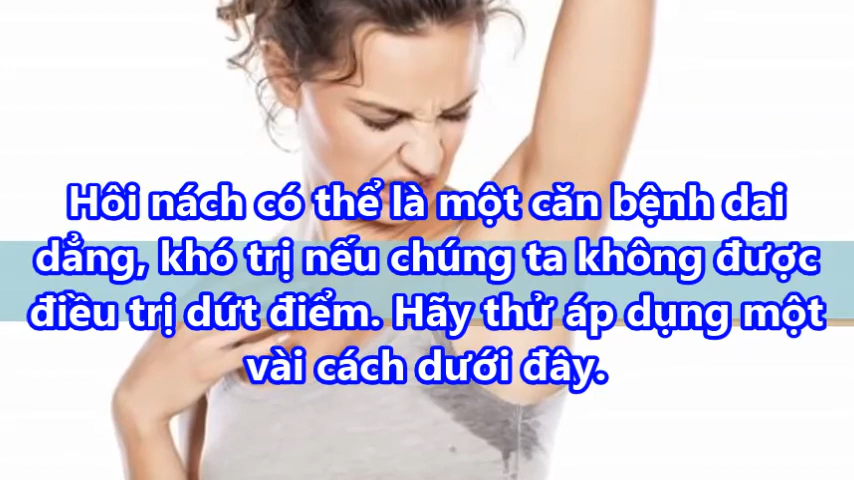 Hôi nách có thể là một căn bệnh dai
dẳng, khó trị nếu chúng ta không được
điều trị dứt điểm. Hãy thử áp dụng một
vài cách dưới đây.